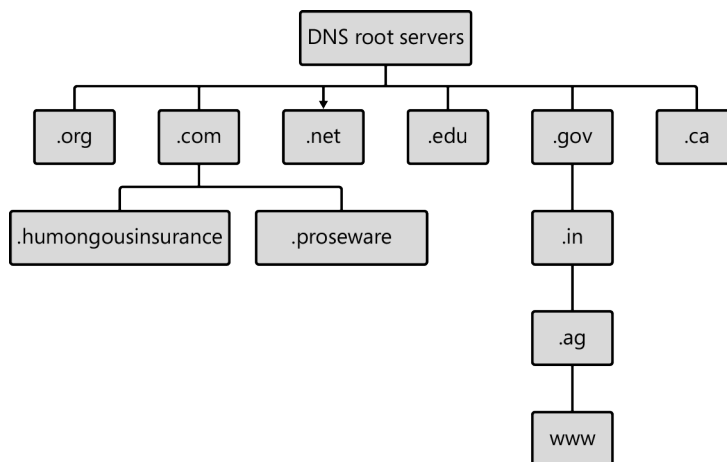 DNS root servers
.org
.com
.net
.edu
.gov
.ca
.humongousinsurance
.proseware
.in
.ag
www